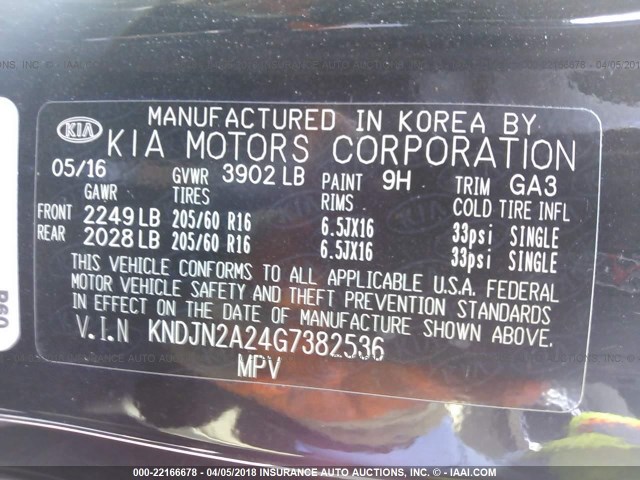 MANUFACTURED IN KOREA BY
KIA KIA MOTORS CORPORATION
05/16 GVWR 3902 LB PAINT 9H TRIM GA3
GAWR TIRES RIMS COLD TIRE INFL
FRONT 2249 LB 205/60 R16 6.5JX16 33psi SINGLE
REAR 2028 LB 205/60 R16 6.5JX16 33psi SINGLE
THIS VEHICLE CONFORMS TO ALL APPLICABLE U.S.A. FEDERAL
MOTOR VEHICLE SAFETY AND THEFT PREVENTION STANDARDS
IN EFFECT ON THE DATE OF MANUFACTURE SHOWN ABOVE.
V.I.N KNDJN2A24G7382536
MPV
000-22166678 - 04/05/2018 INSURANCE AUTO AUCTIONS, INC. - © IAAI.COM